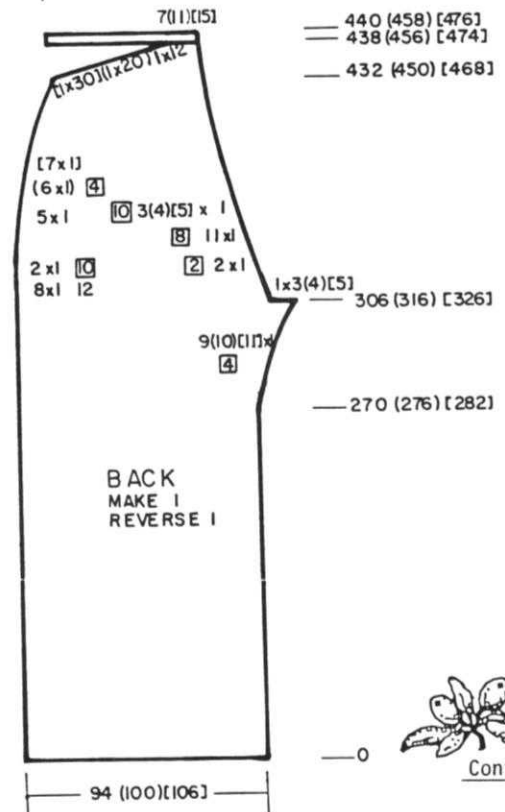 7(11)[15]
440 (458) [476]
438 (456) [474]
432 (450) [468]
[1x30](1x20) 1x12
[7x1]
(6x1) 4
5x1 10 3(4)[5] x 1
8 11x1
2x1 10 2 2x1
8x1 12
1x3(4)[5]
306 (316) [326]
9(10)[11]x1
4
270 (276) [282]
BACK
MAKE 1
REVERSE 1
0
Con
94 (100)[106]